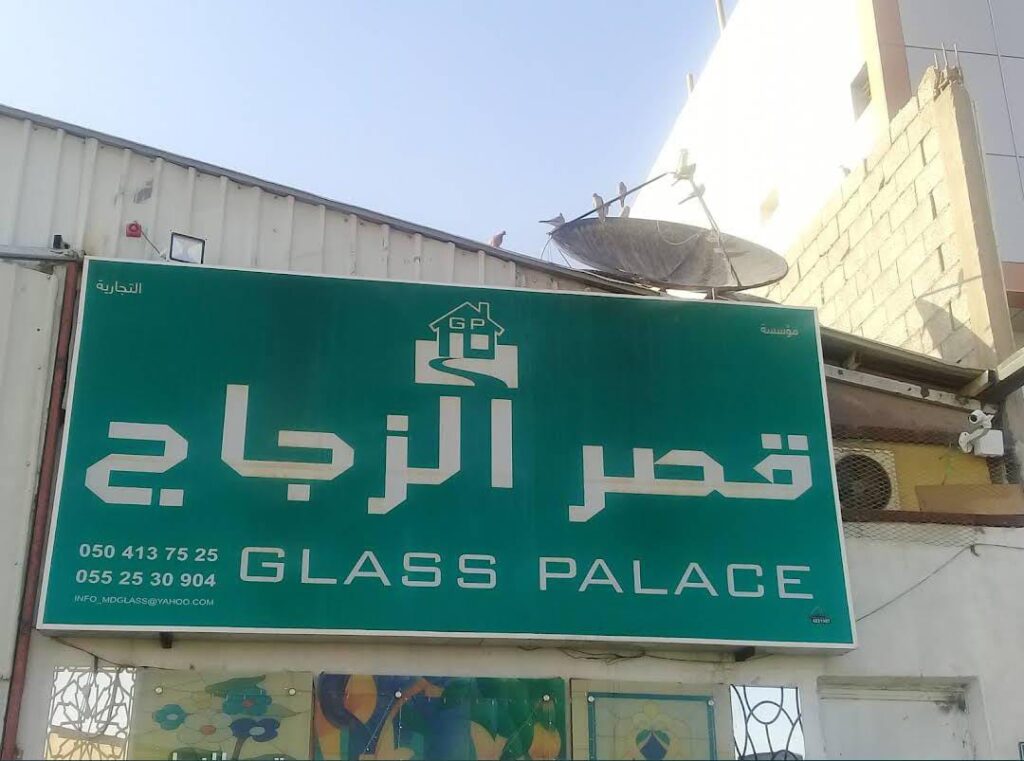 مؤسسة
التجارية
GP
قصر الزجاج
GLASS PALACE
050 413 75 25
055 25 30 904
INFO_MDGLASS@YAHOO.COM